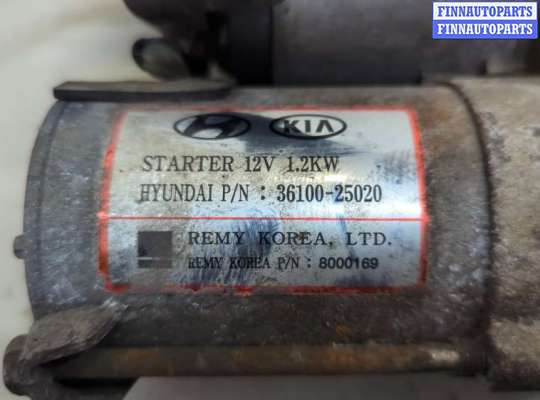 FINNAUTOPARTS
FINNAUTOPARTS
KIA
STARTER 12V 1.2KW
HYUNDAI P/N : 36100-25020
REMY KOREA, LTD.
REMY KOREA P/N : 8000169